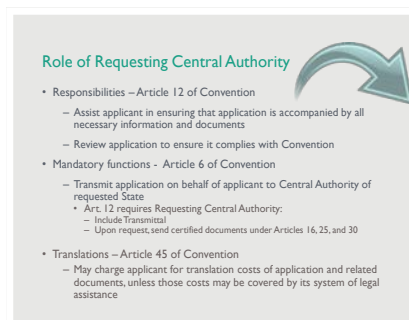 Role of Requesting Central Authority
• Responsibilities – Article 12 of Convention
– Assist applicant in ensuring that application is accompanied by all
necessary information and documents
– Review application to ensure it complies with Convention
• Mandatory functions - Article 6 of Convention
– Transmit application on behalf of applicant to Central Authority of
requested State
• Art. 12 requires Requesting Central Authority:
– Include Transmittal
– Upon request, send certified documents under Articles 16, 25, and 30
• Translations – Article 45 of Convention
– May charge applicant for translation costs of application and related
documents, unless those costs may be covered by its system of legal
assistance